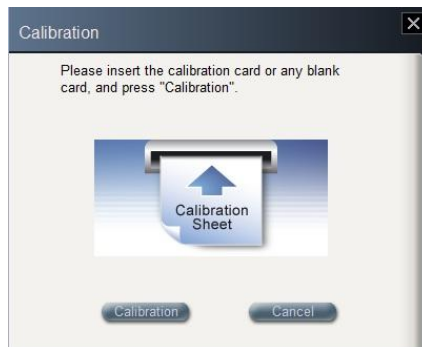 Calibration
Please insert the calibration card or any blank
card, and press "Calibration".
Calibration
Sheet
Calibration
Cancel